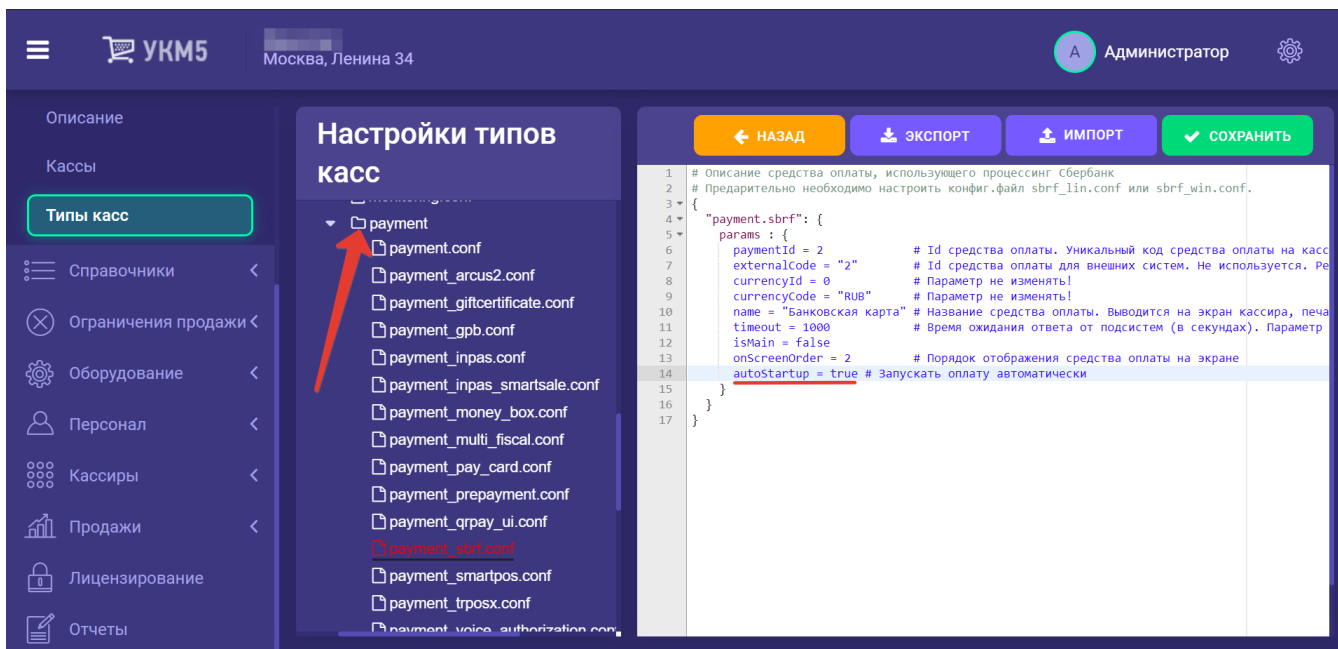 УКМ5
Москва, Ленина 34
А
Администратор
Описание
Кассы
Типы касс
Справочники
Ограничения продажи
Оборудование
Персонал
Кассиры
Продажи
Лицензирование
Отчеты
Настройки типов
касс
monitoring.conf
payment
payment.conf
payment_arcus2.conf
payment_giftcertificate.conf
payment_gpb.conf
payment_inpas.conf
payment_inpas_smartsale.conf
payment_money_box.conf
payment_multi_fiscal.conf
payment_pay_card.conf
payment_prepayment.conf
payment_qrpay_ui.conf
payment_sbrf.conf
payment_smartpos.conf
payment_trposx.conf
payment_voice_authorization.con
НАЗАД
ЭКСПОРТ
ИМПОРТ
СОХРАНИТЬ
1 # Описание средства оплаты, использующего процессинг Сбербанк
2 # Предарительно необходимо настроить конфиг.файл sbrf_lin.conf или sbrf_win.conf.
3 {
4 "payment.sbrf": {
5 params : {
6 paymentId = 2 # Id средства оплаты. Уникальный код средства оплаты на касс
7 externalCode = "2" # Id средства оплаты для внешних систем. Не используется. Ре
8 currencyId = 0 # Параметр не изменять!
9 currencyCode = "RUB" # Параметр не изменять!
10 name = "Банковская карта" # Название средства оплаты. Выводится на экран кассира, печа
11 timeout = 1000 # Время ожидания ответа от подсистем (в секундах). Параметр
12 isMain = false
13 onScreenOrder = 2 # Порядок отображения средства оплаты на экране
14 autoStartup = true # Запускать оплату автоматически
15 }
16 }
17 }